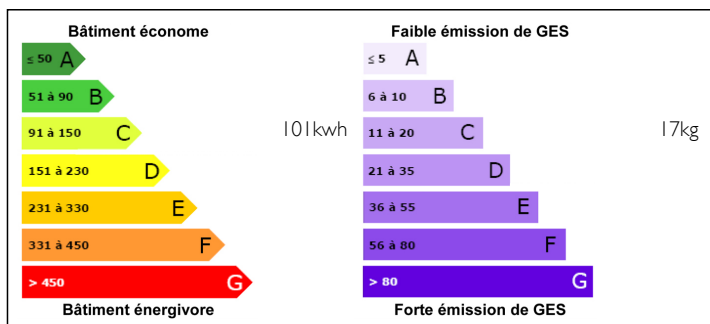 Bâtiment économe
≤ 50 A
51 à 90 B
91 à 150 C
151 à 230 D
231 à 330 E
331 à 450 F
> 450 G
Bâtiment énergivore
101kwh
Faible émission de GES
≤ 5 A
6 à 10 B
11 à 20 C
21 à 35 D
36 à 55 E
56 à 80 F
> 80 G
Forte émission de GES
17kg